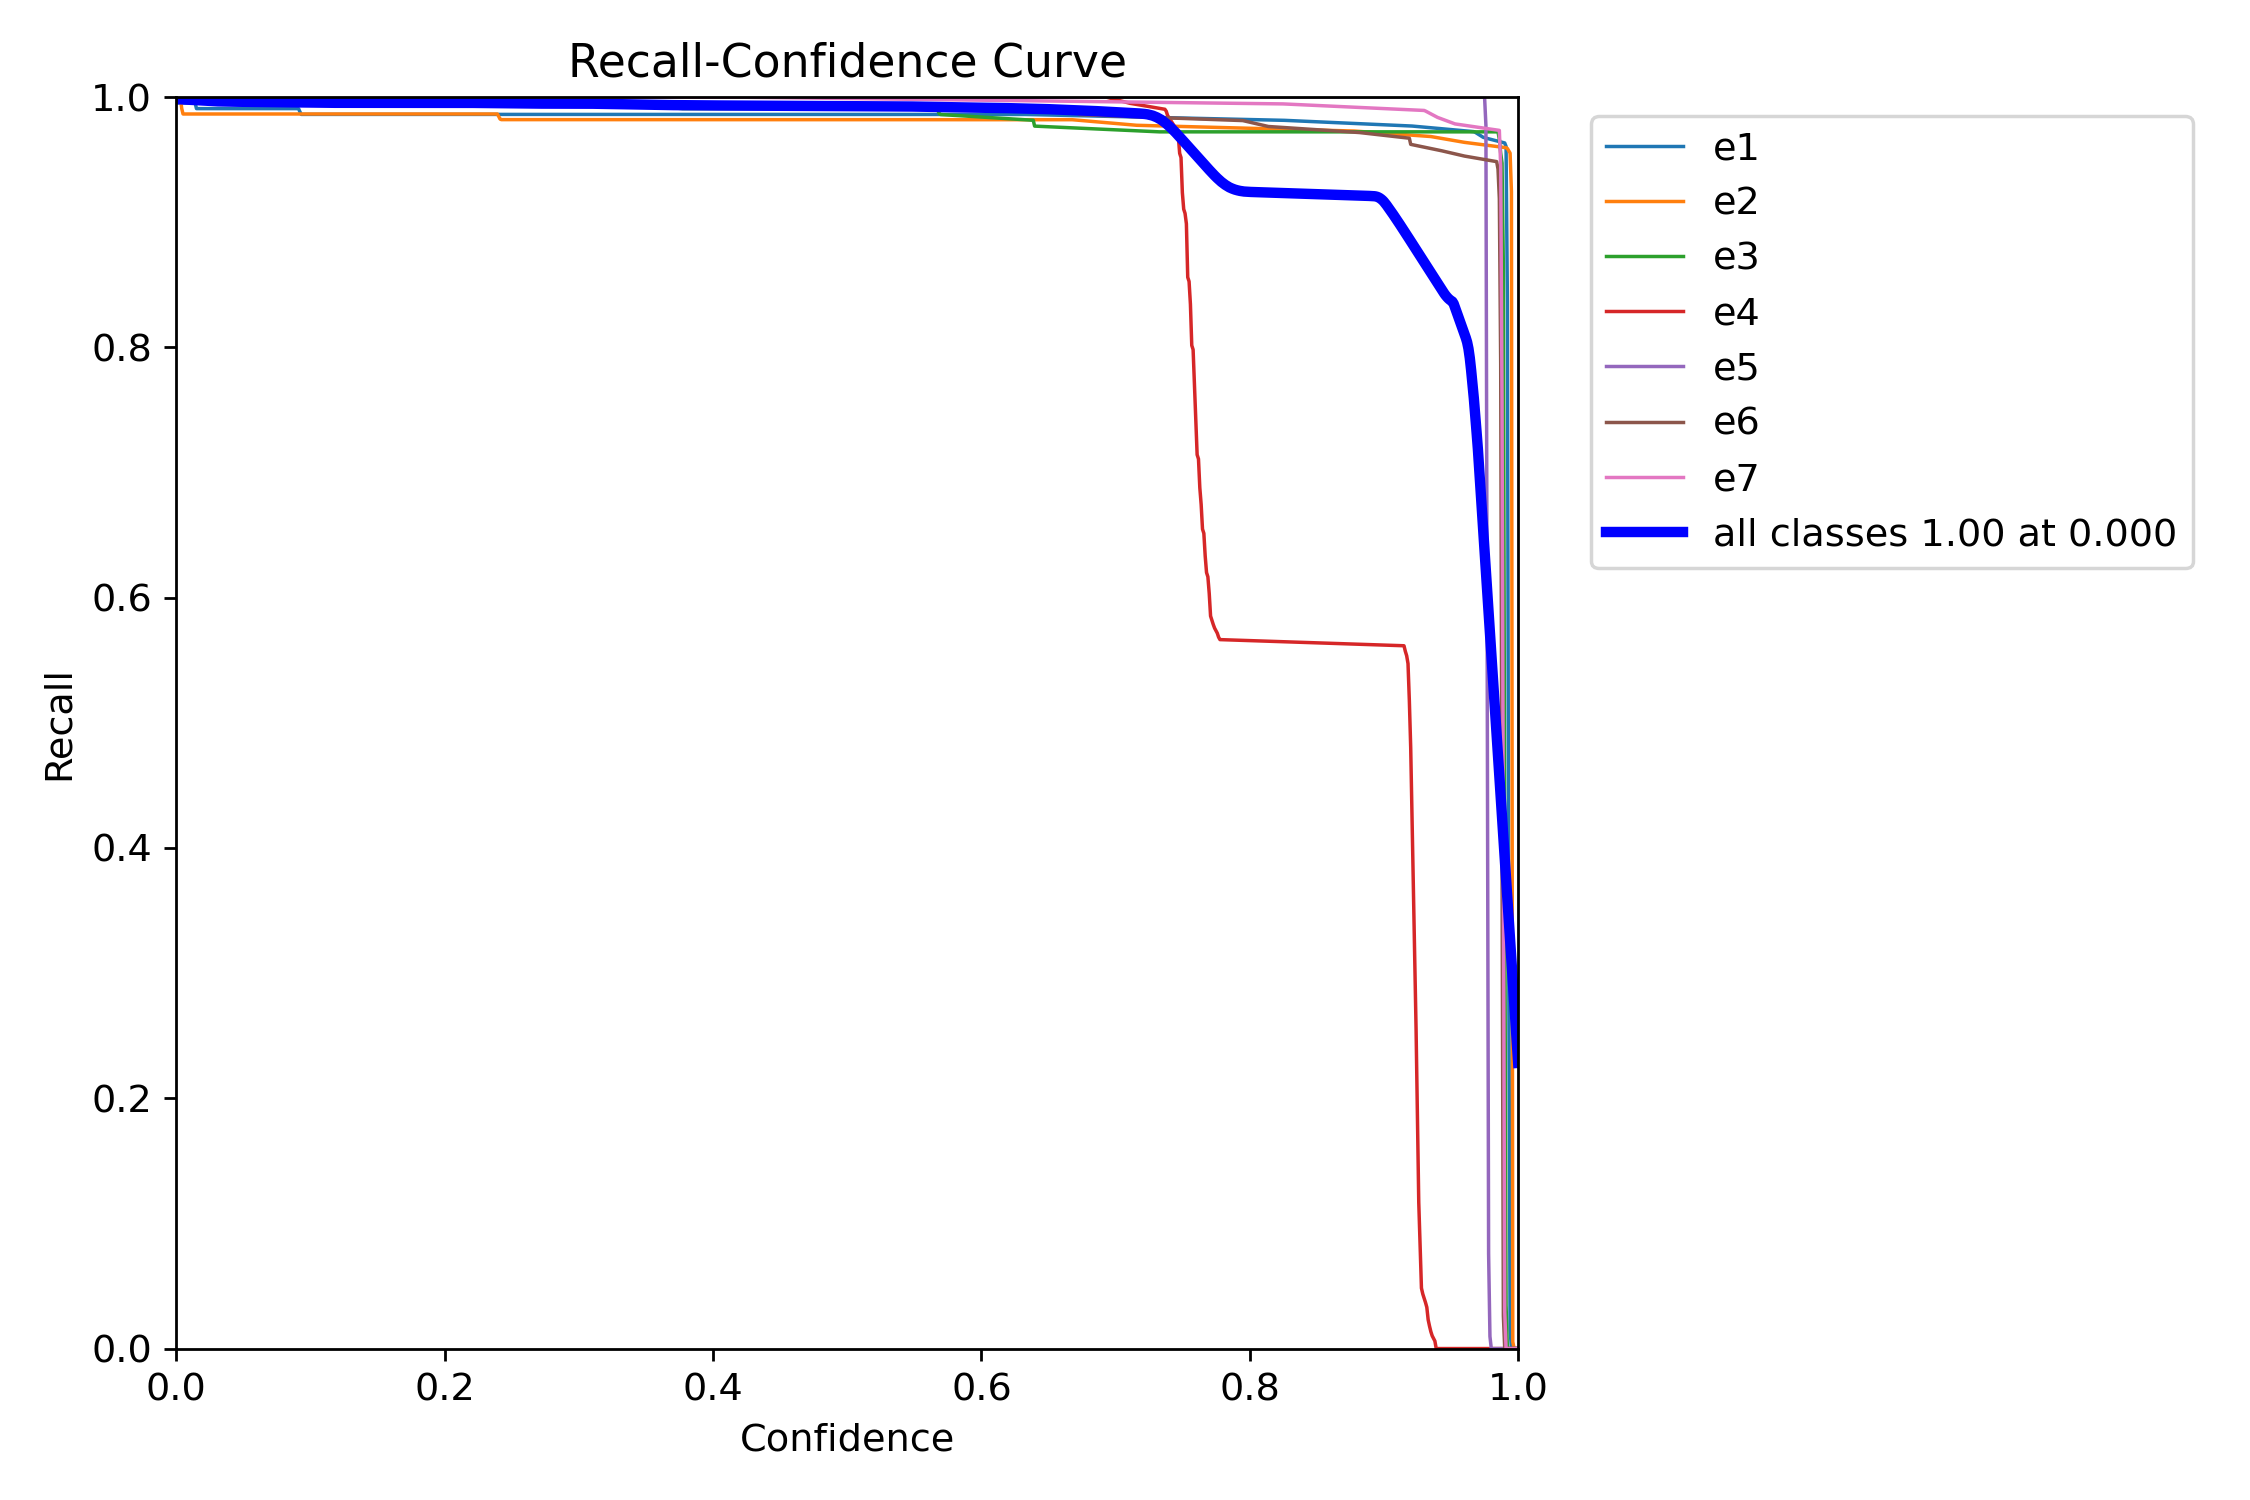 Recall-Confidence Curve
1.0
0.8
0.6
0.4
0.2
0.0
Recall
0.0 0.2 0.4 0.6 0.8 1.0
Confidence
e1
e2
e3
e4
e5
e6
e7
all classes 1.00 at 0.000